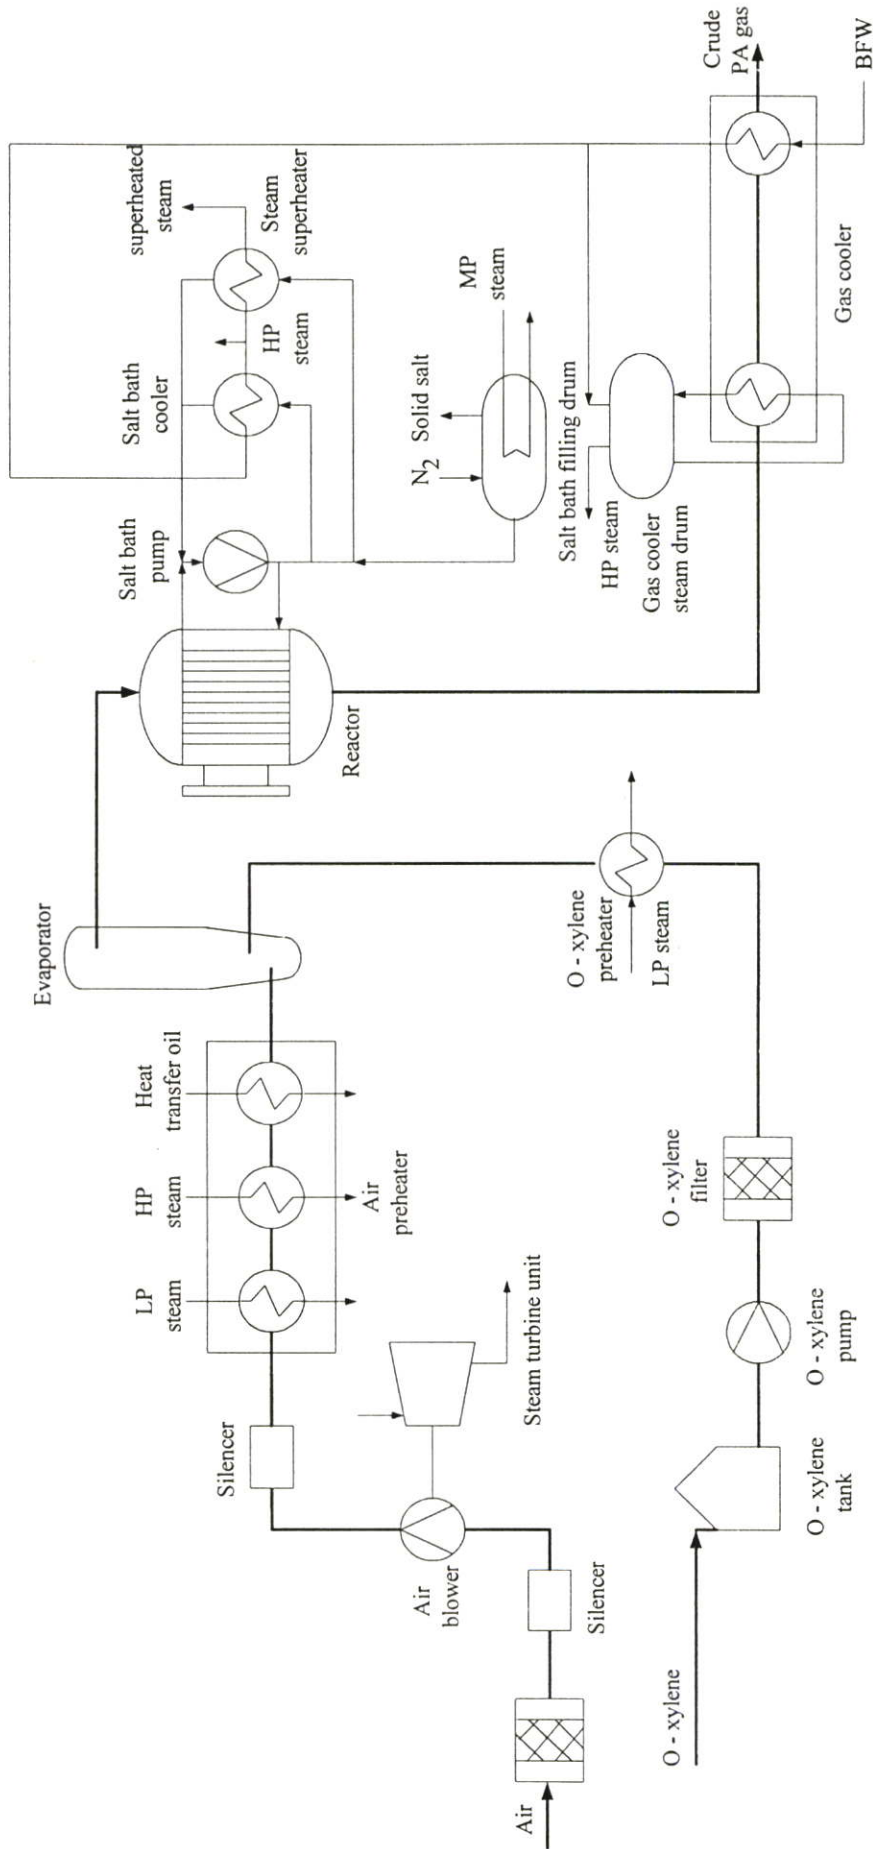 Evaporator
Heat
transfer oil
HP
steam
LP
steam
Air
preheater
Silencer
Steam turbine unit
Air
blower
Silencer
Air
O - xylene
O - xylene
tank
O - xylene
pump
O - xylene
filter
O - xylene
preheater
LP steam
Reactor
Salt bath
pump
Salt bath
cooler
HP
steam
superheated
steam
Steam
superheater
N2
Solid salt
MP
steam
Salt bath filling drum
HP steam
Gas cooler
steam drum
Gas cooler
Crude
PA gas
BFW